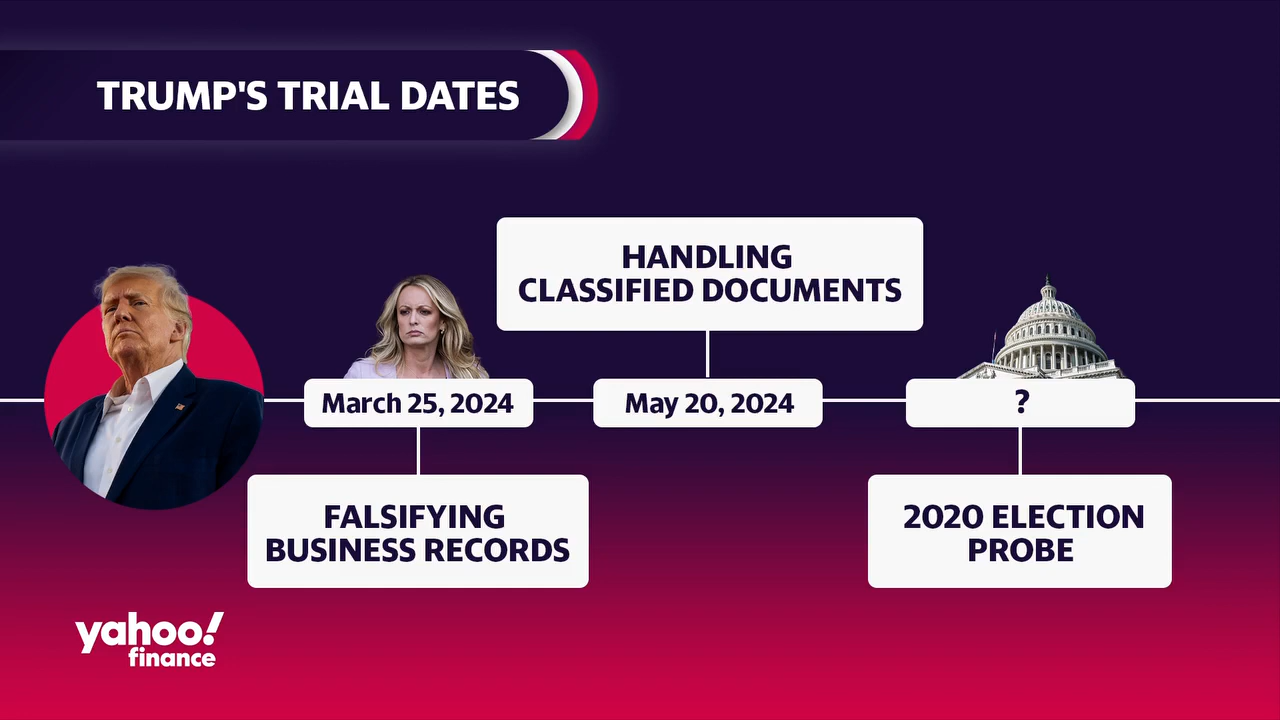 TRUMP'S TRIAL DATES
HANDLING
CLASSIFIED DOCUMENTS
March 25, 2024
May 20, 2024
?
FALSIFYING
BUSINESS RECORDS
2020 ELECTION
PROBE
yahoo!
finance